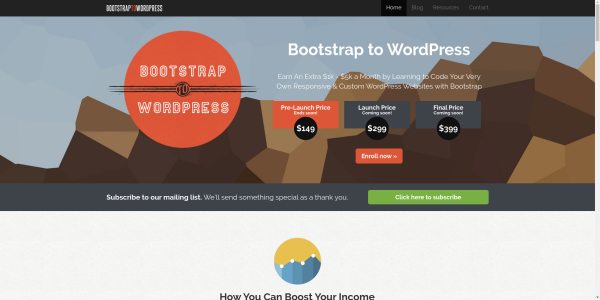 BOOTSTRAPTOWORDPRESS
Home Blog Resources Contact
BOOTSTRAP
TO
WORDPRESS
Bootstrap to WordPress
Earn An Extra $1k - $5k a Month by Learning to Code Your Very
Own Responsive & Custom WordPress Websites with Bootstrap
Pre-Launch Price
Ends soon!
$149
Launch Price
Coming soon!
$299
Final Price
Coming soon!
$399
Enroll now »
Subscribe to our mailing list. We'll send something special as a thank you.
Click here to subscribe
How You Can Boost Your Income